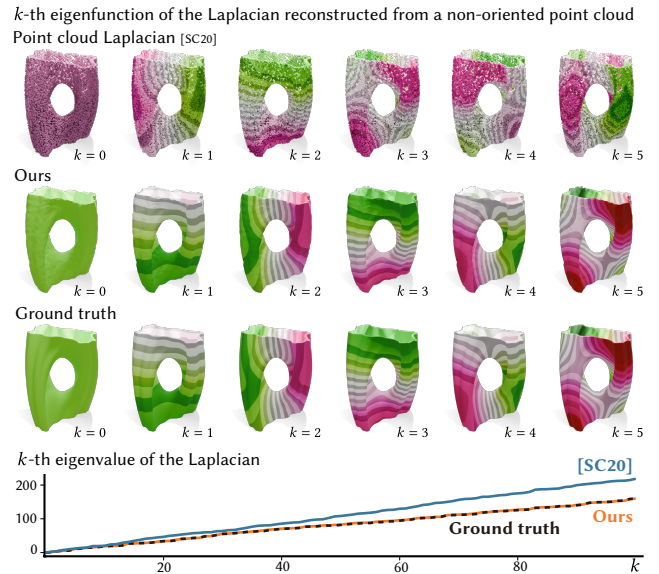 k-th eigenfunction of the Laplacian reconstructed from a non-oriented point cloud
Point cloud Laplacian [SC20]
k = 0 k = 1 k = 2 k = 3 k = 4 k = 5
Ours
k = 0 k = 1 k = 2 k = 3 k = 4 k = 5
Ground truth
k = 0 k = 1 k = 2 k = 3 k = 4 k = 5
k-th eigenvalue of the Laplacian
[SC20]
200
100
Ours
Ground truth
0
20 40 60 80 k